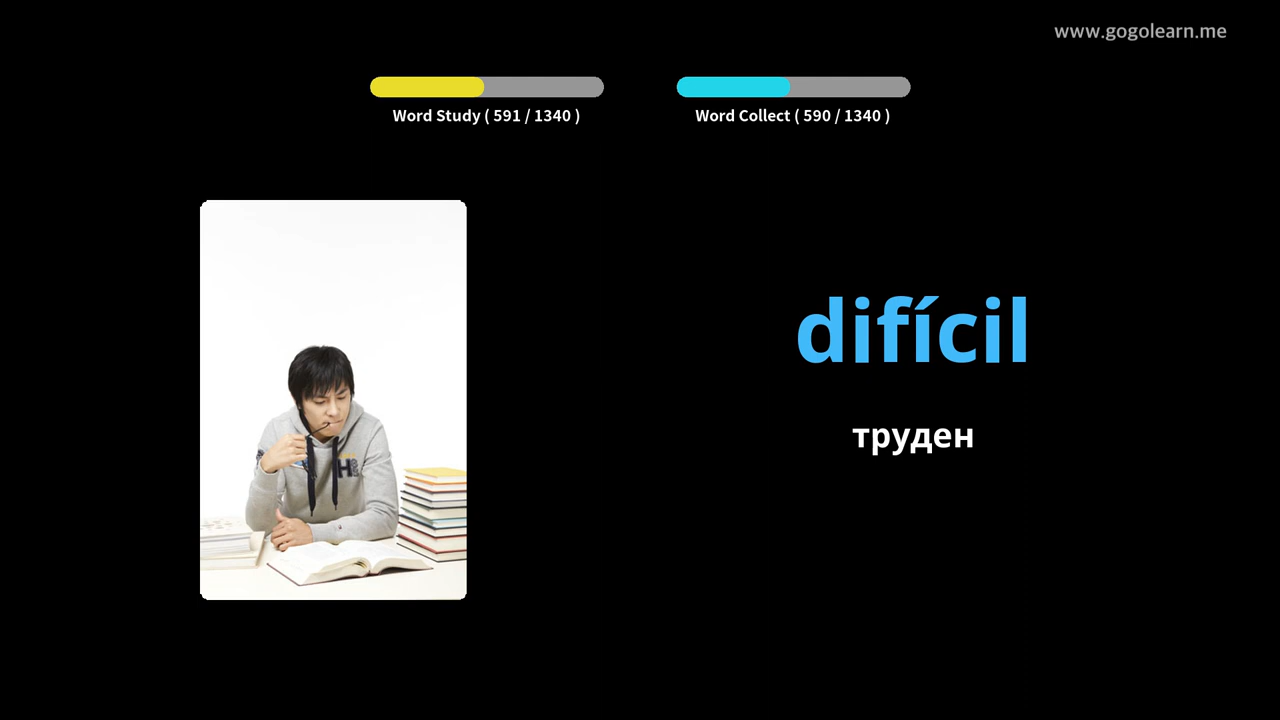 www.gogolearn.me
Word Study ( 591 / 1340 )
Word Collect ( 590 / 1340 )
difícil
труден
H